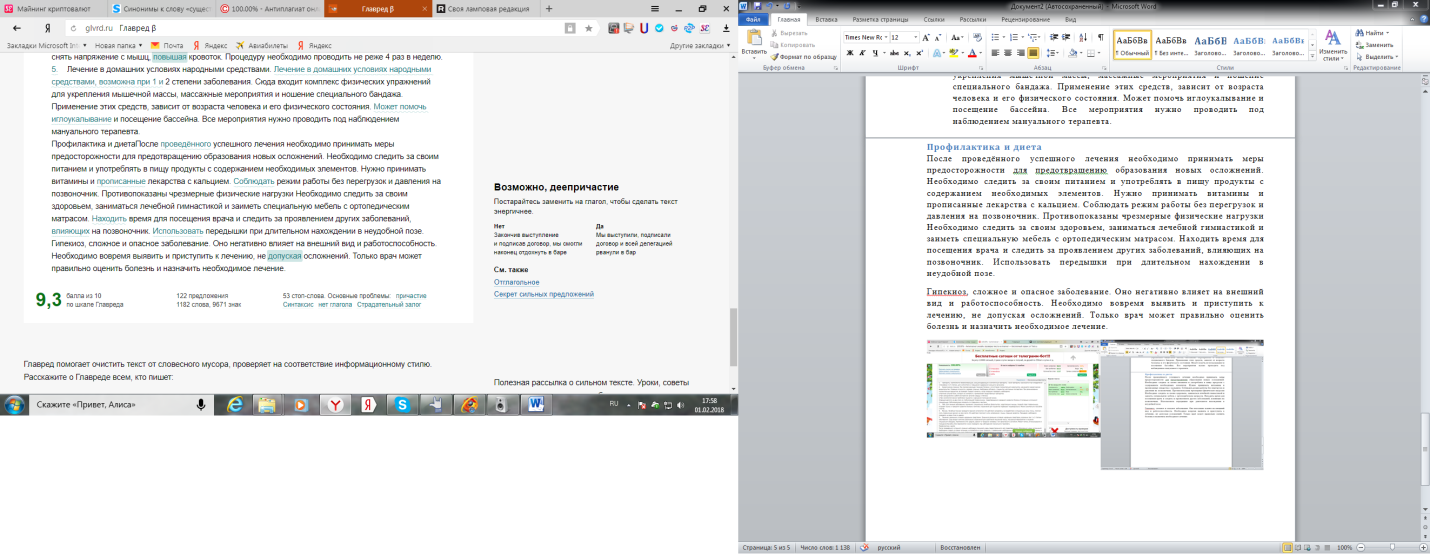 Майнинг криптовалют
Синонимы к слову «сущес
100.00% - Антиплагиат онл
Главред β
Своя ламповая редакция
glvrd.ru Главред β
Закладки Microsoft Int
Новая папка
Почта
Яндекс
Авиабилеты
Яндекс
Другие закладки
снять напряжение с мышц, повышая кровоток. Процедуру необходимо проводить не реже 4 раз в неделю.
5. Лечение в домашних условиях народными средствами. Лечение в домашних условиях народными
средствами, возможна при 1 и 2 степени заболевания. Сюда входит комплекс физических упражнений
для укрепления мышечной массы, массажные мероприятия и ношение специального бандажа.
Применение этих средств, зависит от возраста человека и его физического состояния. Может помочь
иглоукалывание и посещение бассейна. Все мероприятия нужно проводить под наблюдением
мануального терапевта.
Профилактика и диетаПосле проведённого успешного лечения необходимо принимать меры
предосторожности для предотвращению образования новых осложнений. Необходимо следить за своим
питанием и употреблять в пищу продукты с содержанием необходимых элементов. Нужно принимать
витамины и прописанные лекарства с кальцием. Соблюдать режим работы без перегрузок и давления на
позвоночник. Противопоказаны чрезмерные физические нагрузки Необходимо следить за своим
здоровьем, заниматься лечебной гимнастикой и заиметь специальную мебель с ортопедическим
матрасом. Находить время для посещения врача и следить за проявлением других заболеваний,
влияющих на позвоночник. Использовать передышки при длительном нахождении в неудобной позе.
Гипекиоз, сложное и опасное заболевание. Оно негативно влияет на внешний вид и работоспособность.
Необходимо вовремя выявить и приступить к лечению, не допуская осложнений. Только врач может
правильно оценить болезнь и назначить необходимое лечение.
9,3
балла из 10
по шкале Главреда
122 предложения
1182 слова, 9671 знак
53 стоп-слова. Основные проблемы: причастие
Синтаксис: нет глагола Страдательный залог
Возможно, деепричастие
Постарайтесь заменить на глагол, чтобы сделать текст
энергичнее.
Нет
Закончив выступление
и подписав договор, мы смогли
наконец отдохнуть в баре
Да
Мы выступили, подписали
договор и всей делегацией
реванули в бар
См. также
Отглагольное
Секрет сильных предложений
Главред помогает очистить текст от словесного мусора, проверяет на соответствие информационному стилю.
Расскажите о Главреде всем, кто пишет.
Полезная рассылка о сильном тексте. Уроки, советы
Скажите «Привет, Алиса»
RU
17:58
01.02.2018
Документ2 (Автосохраненный) - Microsoft Word
Файл
Главная
Вставка
Разметка страницы
Ссылки
Рассылки
Рецензирование
Вид
Вставить
Вырезать
Копировать
Формат по образцу
Буфер обмена
Times New Ro
12
Шрифт
Абзац
АаБбВв
Обычный
АаБбВв
Без инте...
АаБбВ
Заголово...
АаБбВв
Заголово...
АаБбВв
Заголово...
Стили
Изменить
стили
Найти
Заменить
Выделить
Редактирование
укрепления мышечной массы, массажные мероприятия и ношение
специального бандажа. Применение этих средств, зависит от возраста
человека и его физического состояния. Может помочь иглоукалывание и
посещение бассейна. Все мероприятия нужно проводить под
наблюдением мануального терапевта.
Профилактика и диета
После проведённого успешного лечения необходимо принимать меры
предосторожности для предотвращению образования новых осложнений.
Необходимо следить за своим питанием и употреблять в пищу продукты с
содержанием необходимых элементов. Нужно принимать витамины и
прописанные лекарства с кальцием. Соблюдать режим работы без перегрузок и
давления на позвоночник. Противопоказаны чрезмерные физические нагрузки
Необходимо следить за своим здоровьем, заниматься лечебной гимнастикой и
заиметь специальную мебель с ортопедическим матрасом. Находить время для
посещения врача и следить за проявлением других заболеваний, влияющих на
позвоночник. Использовать передышки при длительном нахождении в
неудобной позе.
Гипекиоз, сложное и опасное заболевание. Оно негативно влияет на внешний
вид и работоспособность. Необходимо вовремя выявить и приступить к
лечению, не допуская осложнений. Только врач может правильно оценить
болезнь и назначить необходимое лечение.
Страница: 5 из 5
Число слов: 1 138
русский
Восстановлен
100%